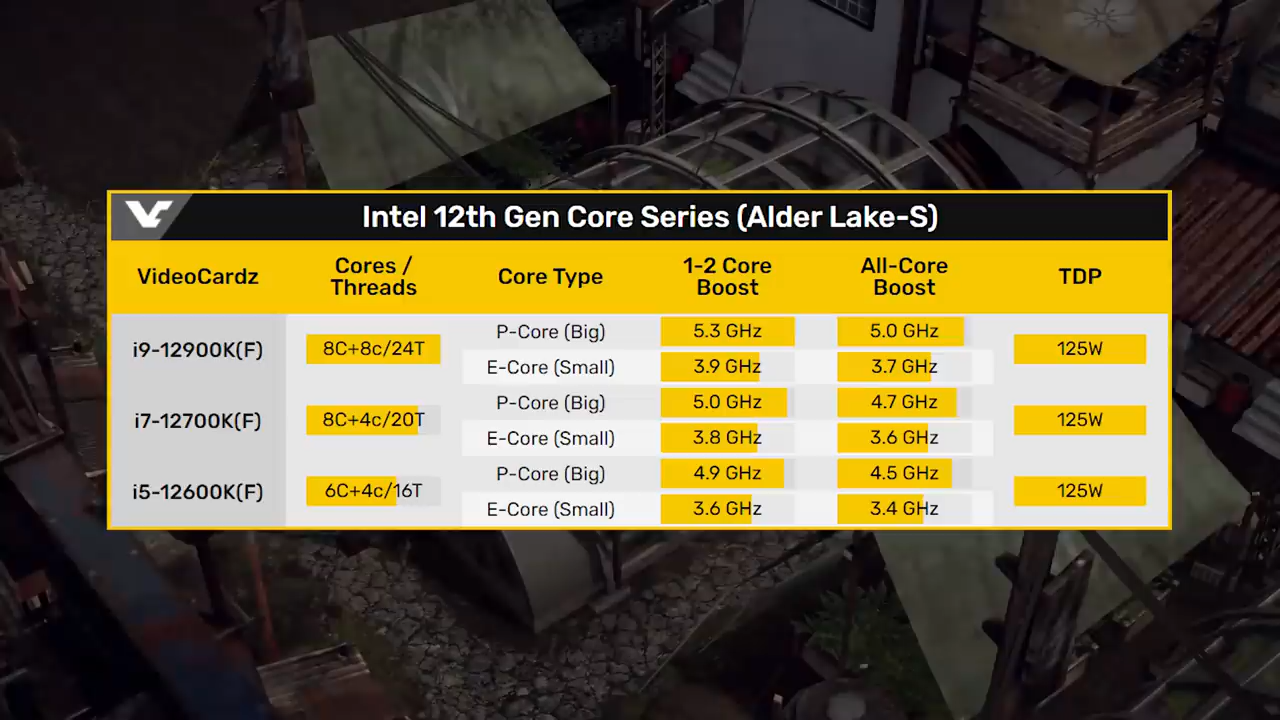 VC
Intel 12th Gen Core Series (Alder Lake-S)
VideoCardz
Cores /
Threads
Core Type
1-2 Core
Boost
All-Core
Boost
TDP
i9-12900K(F)
8C+8c/24T
P-Core (Big)
5.3 GHz
5.0 GHz
125W
E-Core (Small)
3.9 GHz
3.7 GHz
i7-12700K(F)
8C+4c/20T
P-Core (Big)
5.0 GHz
4.7 GHz
125W
E-Core (Small)
3.8 GHz
3.6 GHz
i5-12600K(F)
6C+4c/16T
P-Core (Big)
4.9 GHz
4.5 GHz
125W
E-Core (Small)
3.6 GHz
3.4 GHz